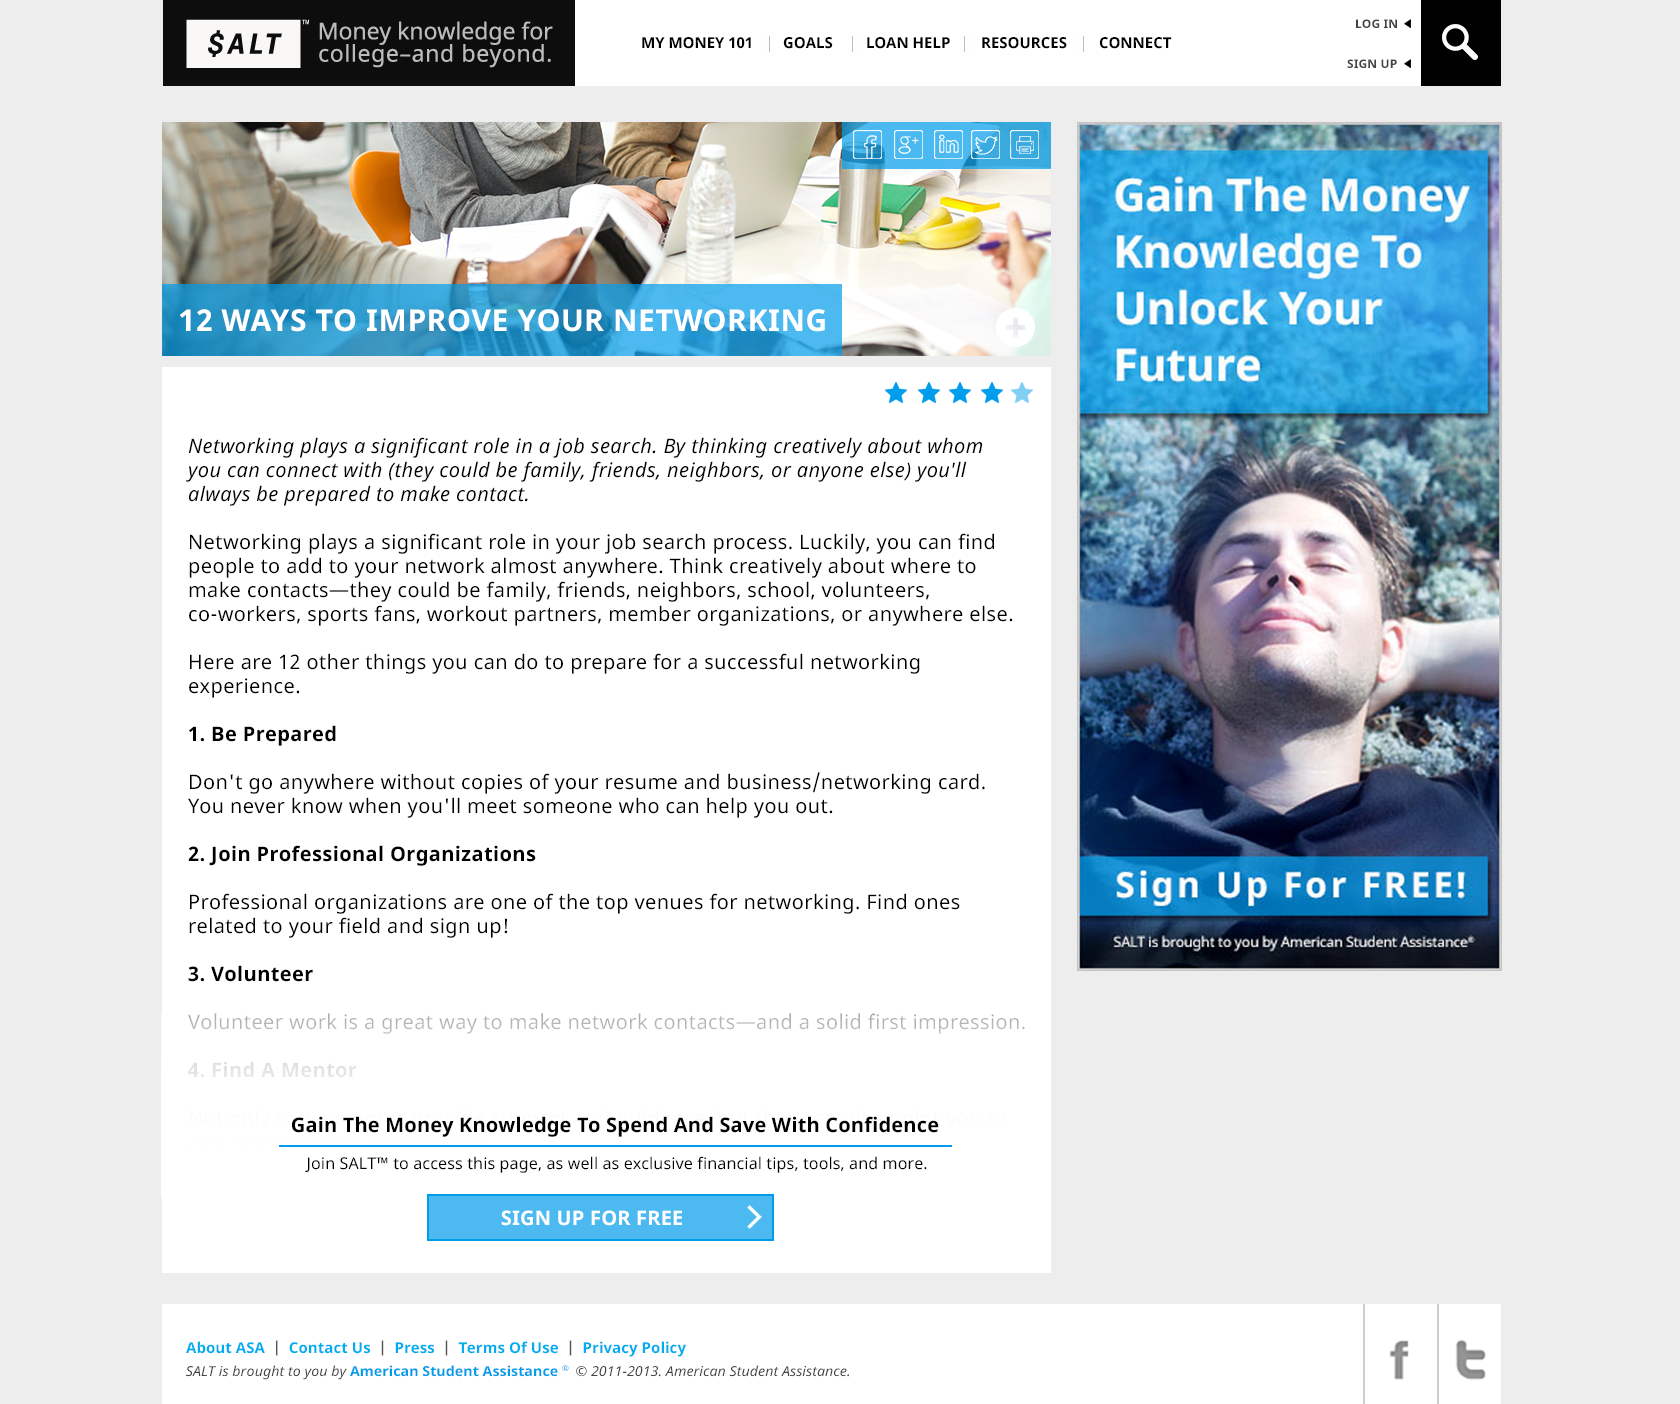 $ALT™
Money knowledge for
college–and beyond.
MY MONEY 101
GOALS
LOAN HELP
RESOURCES
CONNECT
LOG IN
SIGN UP
12 WAYS TO IMPROVE YOUR NETWORKING
Networking plays a significant role in a job search. By thinking creatively about whom
you can connect with (they could be family, friends, neighbors, or anyone else) you'll
always be prepared to make contact.
Networking plays a significant role in your job search process. Luckily, you can find
people to add to your network almost anywhere. Think creatively about where to
make contacts—they could be family, friends, neighbors, school, volunteers,
co-workers, sports fans, workout partners, member organizations, or anywhere else.
Here are 12 other things you can do to prepare for a successful networking
experience.
1. Be Prepared
Don't go anywhere without copies of your resume and business/networking card.
You never know when you'll meet someone who can help you out.
2. Join Professional Organizations
Professional organizations are one of the top venues for networking. Find ones
related to your field and sign up!
3. Volunteer
Volunteer work is a great way to make network contacts—and a solid first impression.
4. Find A Mentor
Not only
Gain The Money Knowledge To Spend And Save With Confidence
Join SALT™ to access this page, as well as exclusive financial tips, tools, and more.
SIGN UP FOR FREE
Gain The Money
Knowledge To
Unlock Your
Future
Sign Up For FREE!
SALT is brought to you by American Student Assistance®
About ASA | Contact Us | Press | Terms Of Use | Privacy Policy
SALT is brought to you by American Student Assistance ® © 2011-2013. American Student Assistance.